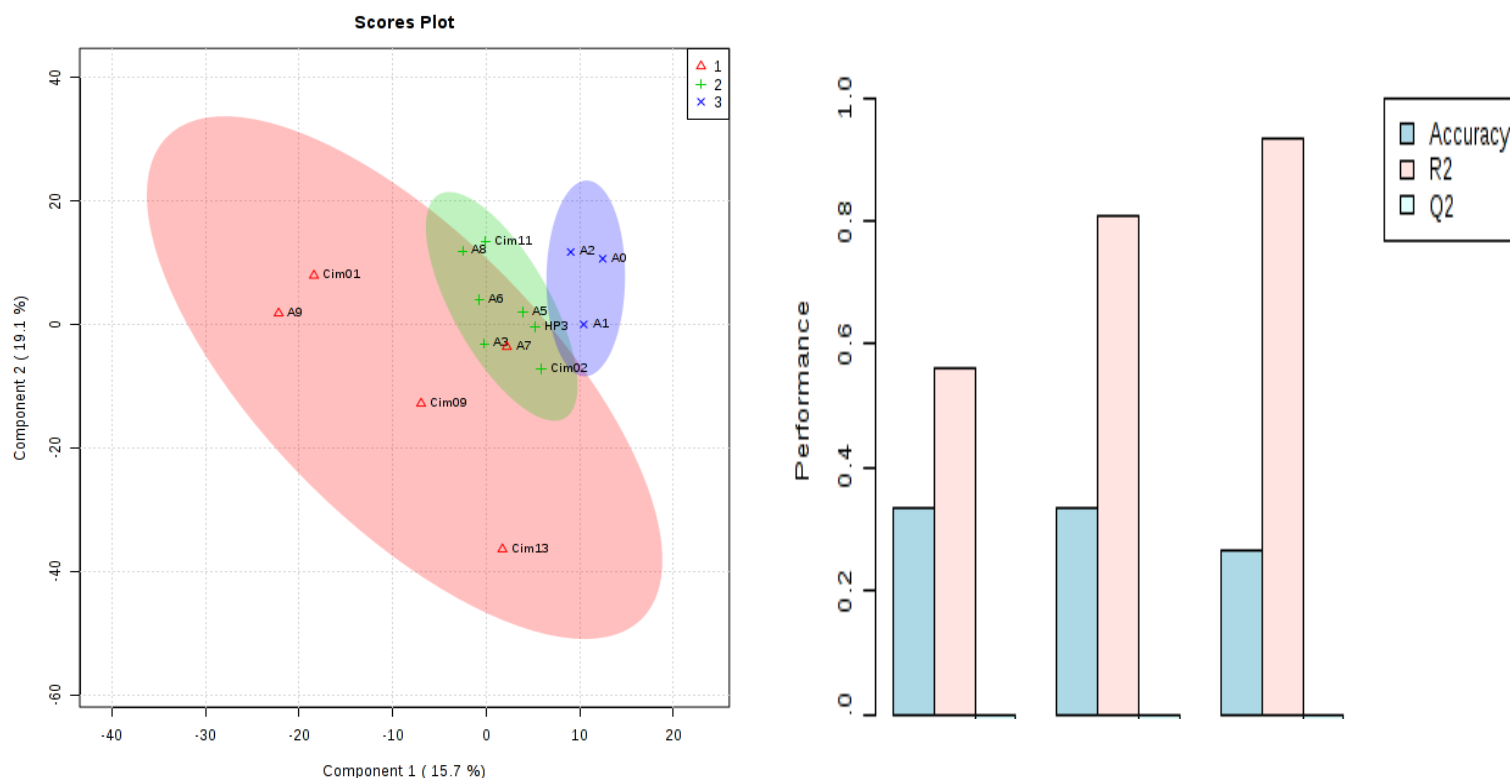 Scores Plot
Component 2 ( 19.1 %)
40
20
0
-20
-40
-60
1
2
3
Cim11
A8
A2
A0
Cim01
A6
A9
A5
HP3
A1
A3
A7
Cim02
Cim09
Cim13
-40
-30
-20
-10
0
10
20
Component 1 ( 15.7 %)
Performance
1.0
0.8
0.6
0.4
0.2
.0
Accuracy
R2
Q2